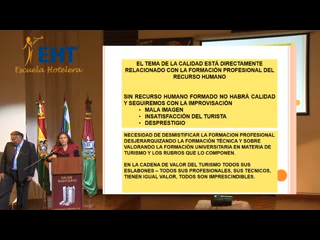 EHT
Escuela Hotelera
EL TEMA DE LA CALIDAD ESTÁ DIRECTAMENTE
RELACIONADO CON LA FORMACIÓN PROFESIONAL DEL
RECURSO HUMANO
SIN RECURSO HUMANO FORMADO NO HABRÁ CALIDAD
Y SEGUIREMOS CON LA IMPROVISACIÓN
• MALA IMAGEN
• INSATISFACCIÓN DEL TURISTA
• DESPRESTIGIO
NECESIDAD DE DESMISTIFICAR LA FORMACION PROFESIONAL
DESJERARQUIZANDO LA FORMACIÓN TÉCNICA Y SOBRE
VALORANDO LA FORMACIÓN UNIVERSITARIA EN MATERIA DE
TURISMO Y LOS RUBROS QUE LO COMPONEN.
EN LA CADENA DE VALOR DEL TURISMO TODOS SUS
ESLABONES – TODOS SUS PROFESIONALES, SUS TECNICOS,
TIENEN IGUAL VALOR, TODOS SON IMPRESCINDIBLES.